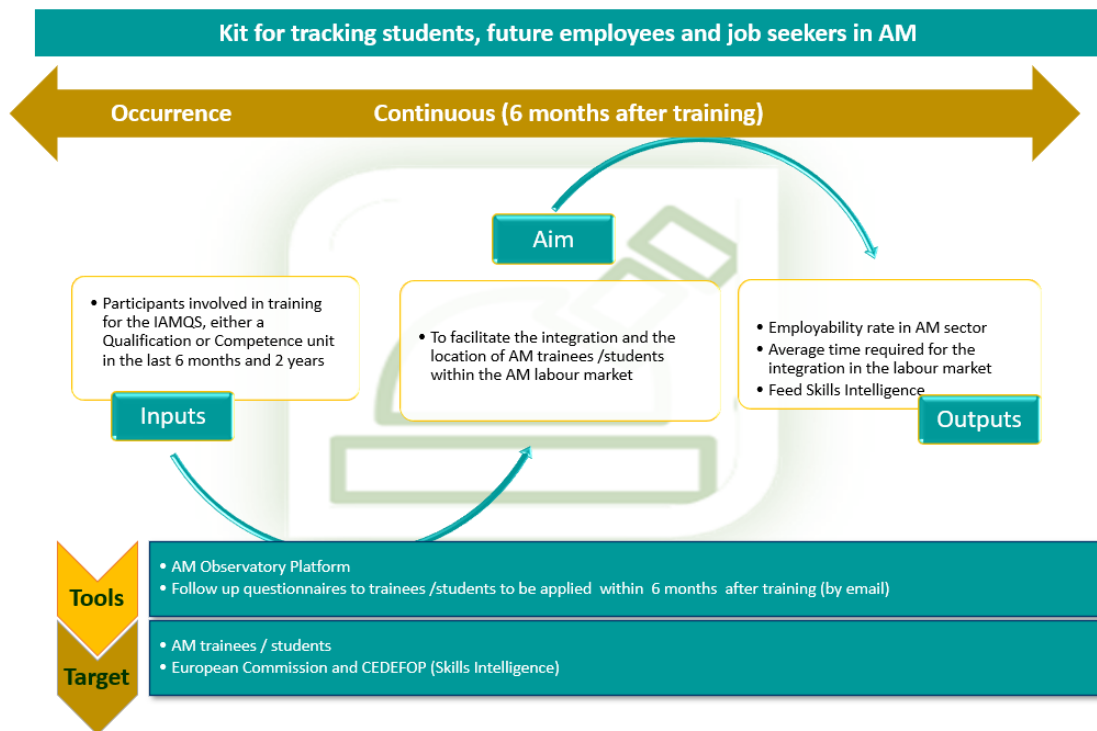 Kit for tracking students, future employees and job seekers in AM
Occurrence Continuous (6 months after training)
Aim
• Participants involved in training
for the IAMQS, either a
Qualification or Competence unit
in the last 6 months and 2 years
Inputs
• To facilitate the integration and the
location of AM trainees /students
within the AM labour market
• Employability rate in AM sector
• Average time required for the
integration in the labour market
• Feed Skills Intelligence
Outputs
Tools
• AM Observatory Platform
• Follow up questionnaires to trainees /students to be applied within 6 months after training (by email)
Target
• AM trainees / students
• European Commission and CEDEFOP (Skills Intelligence)